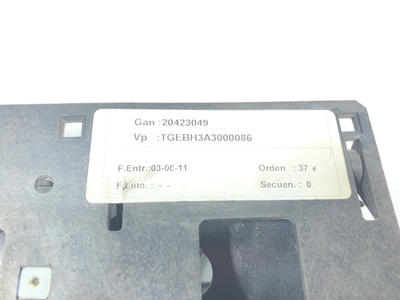 Gan :20423049
Vp :TGEBH3A3000086
F.Entr.:03-06-11 Orden : 37
F.Line. : - - Secuen. : 0